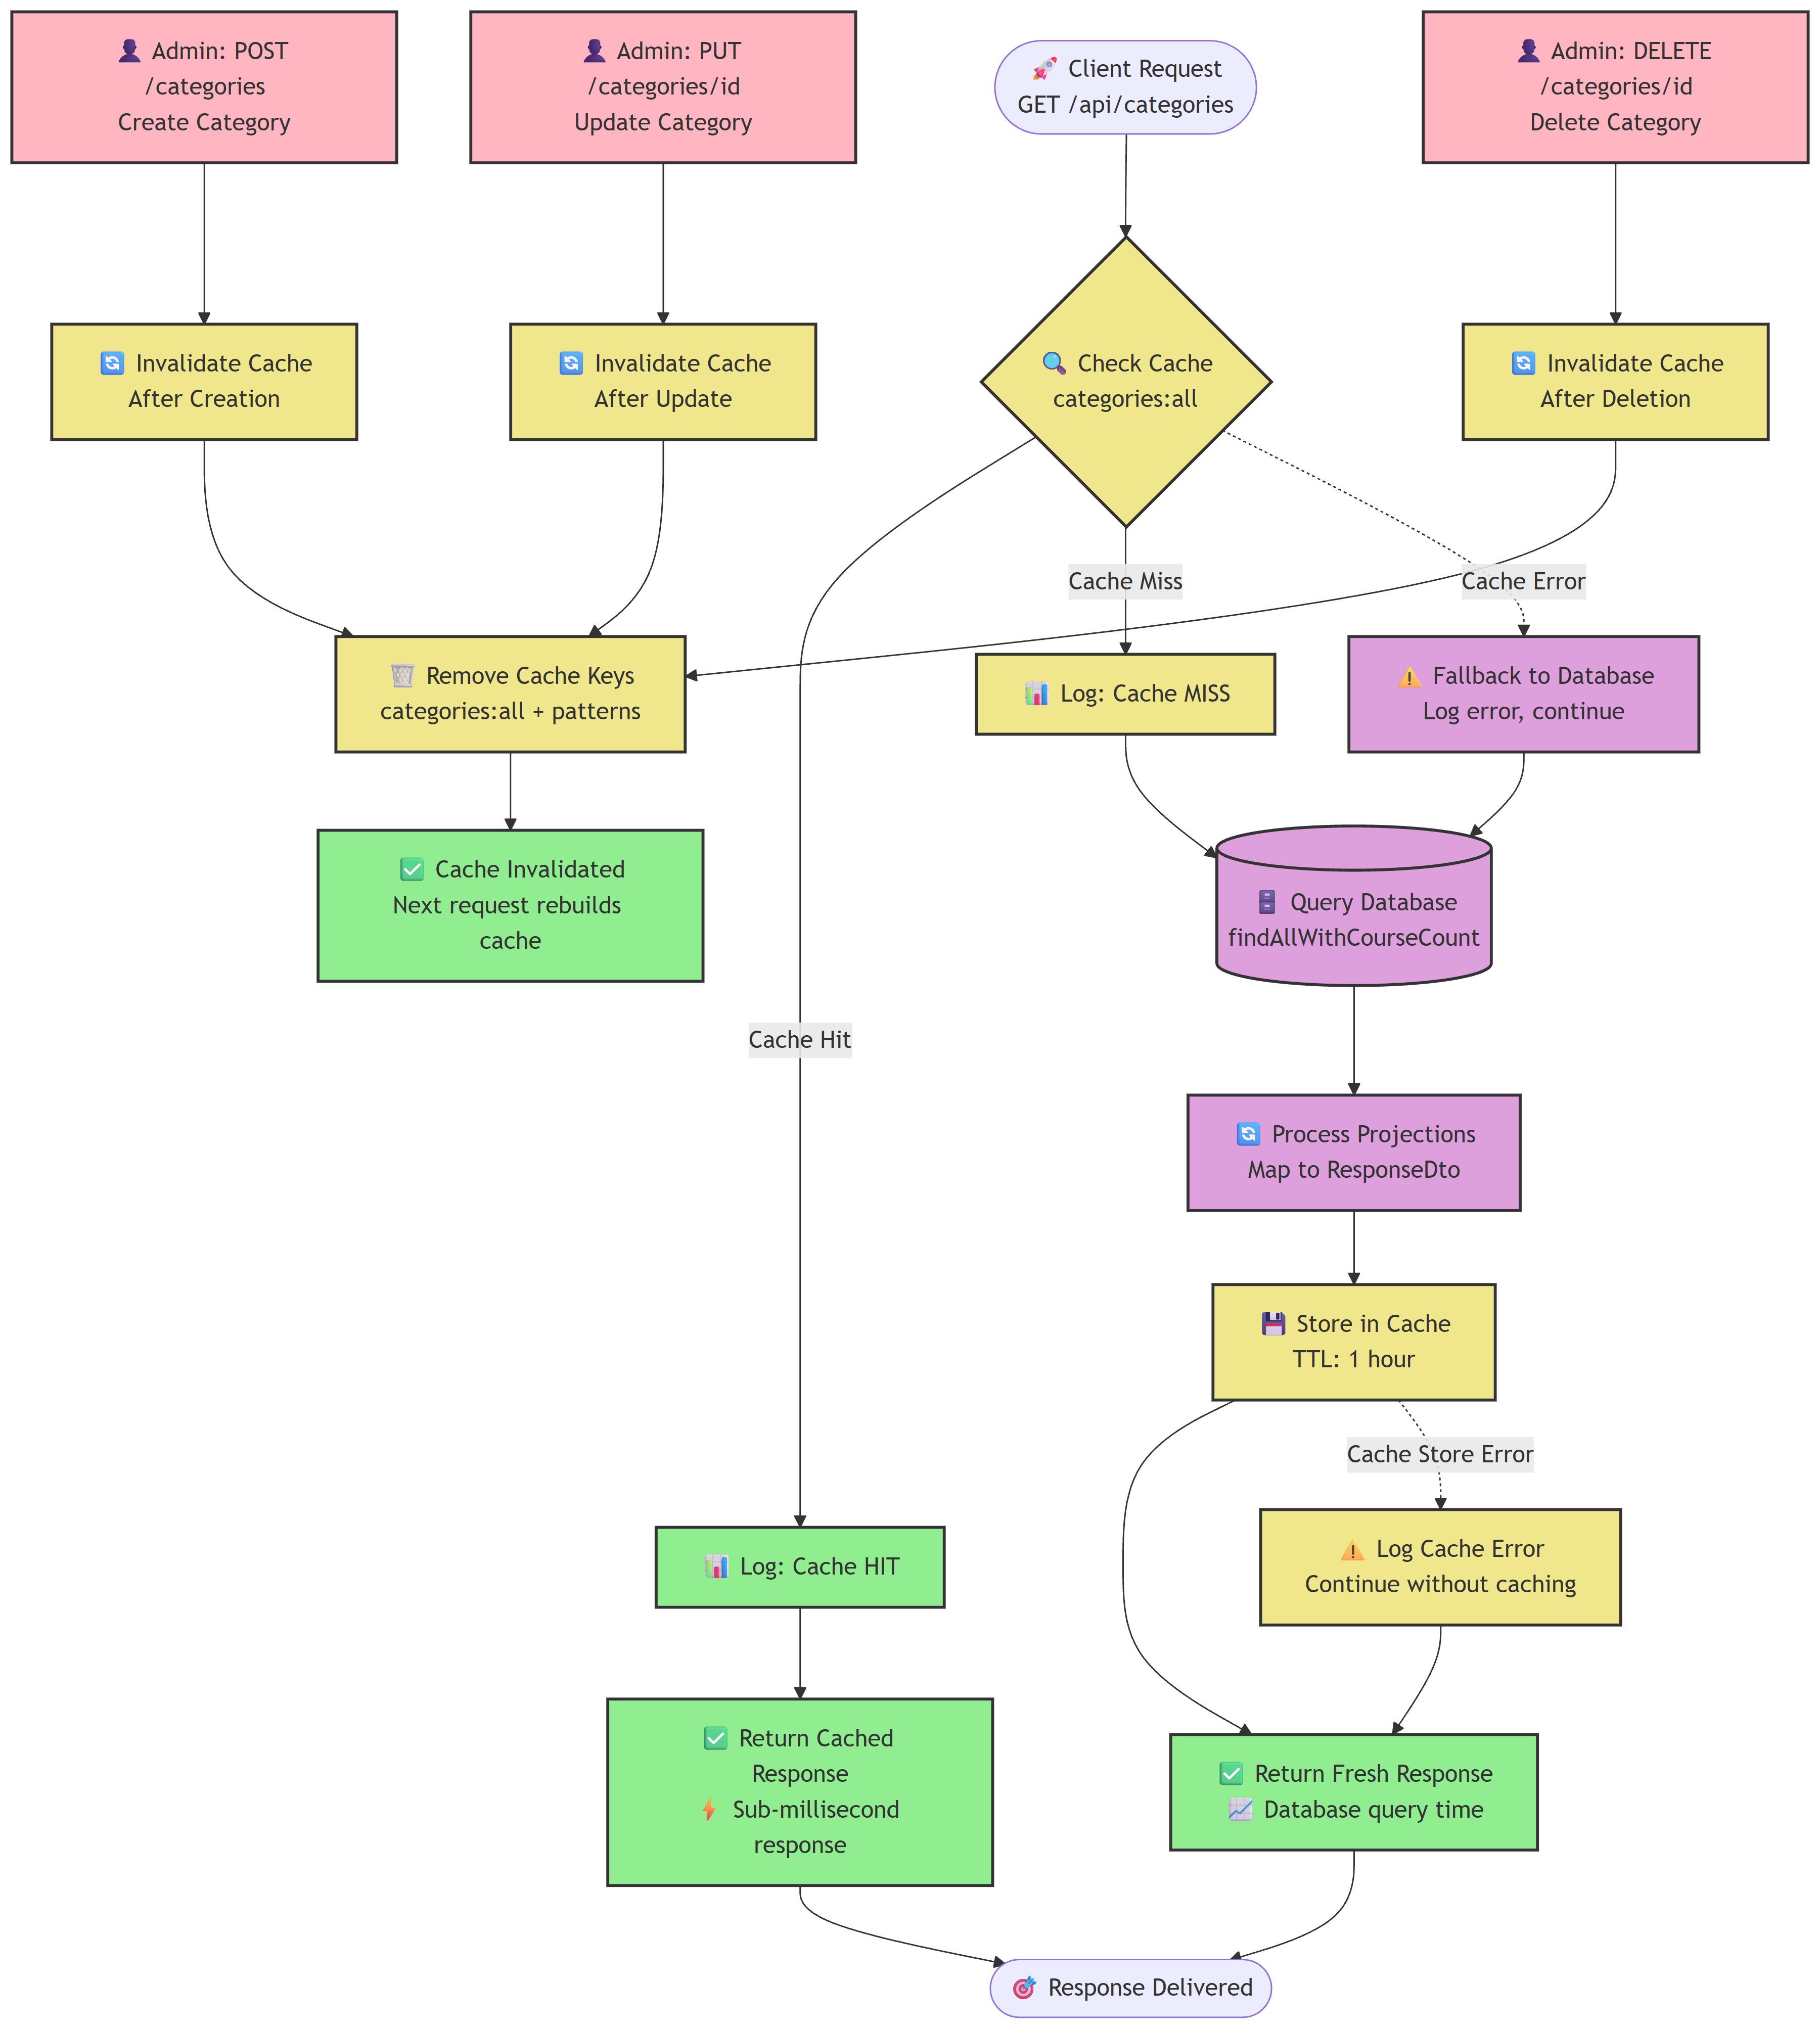 👤 Admin: POST
/categories
Create Category
👤 Admin: PUT
/categories/id
Update Category
🚀 Client Request
GET /api/categories
👤 Admin: DELETE
/categories/id
Delete Category
🔄 Invalidate Cache
After Creation
🔄 Invalidate Cache
After Update
🔍 Check Cache
categories:all
🔄 Invalidate Cache
After Deletion
Cache Miss
Cache Error
🗑️ Remove Cache Keys
categories:all + patterns
📊 Log: Cache MISS
⚠️ Fallback to Database
Log error, continue
✅ Cache Invalidated
Next request rebuilds
cache
🗄️ Query Database
findAllWithCourseCount
Cache Hit
🔄 Process Projections
Map to ResponseDto
💾 Store in Cache
TTL: 1 hour
Cache Store Error
📊 Log: Cache HIT
⚠️ Log Cache Error
Continue without caching
✅ Return Cached
Response
⚡ Sub-millisecond
response
✅ Return Fresh Response
📈 Database query time
🎯 Response Delivered